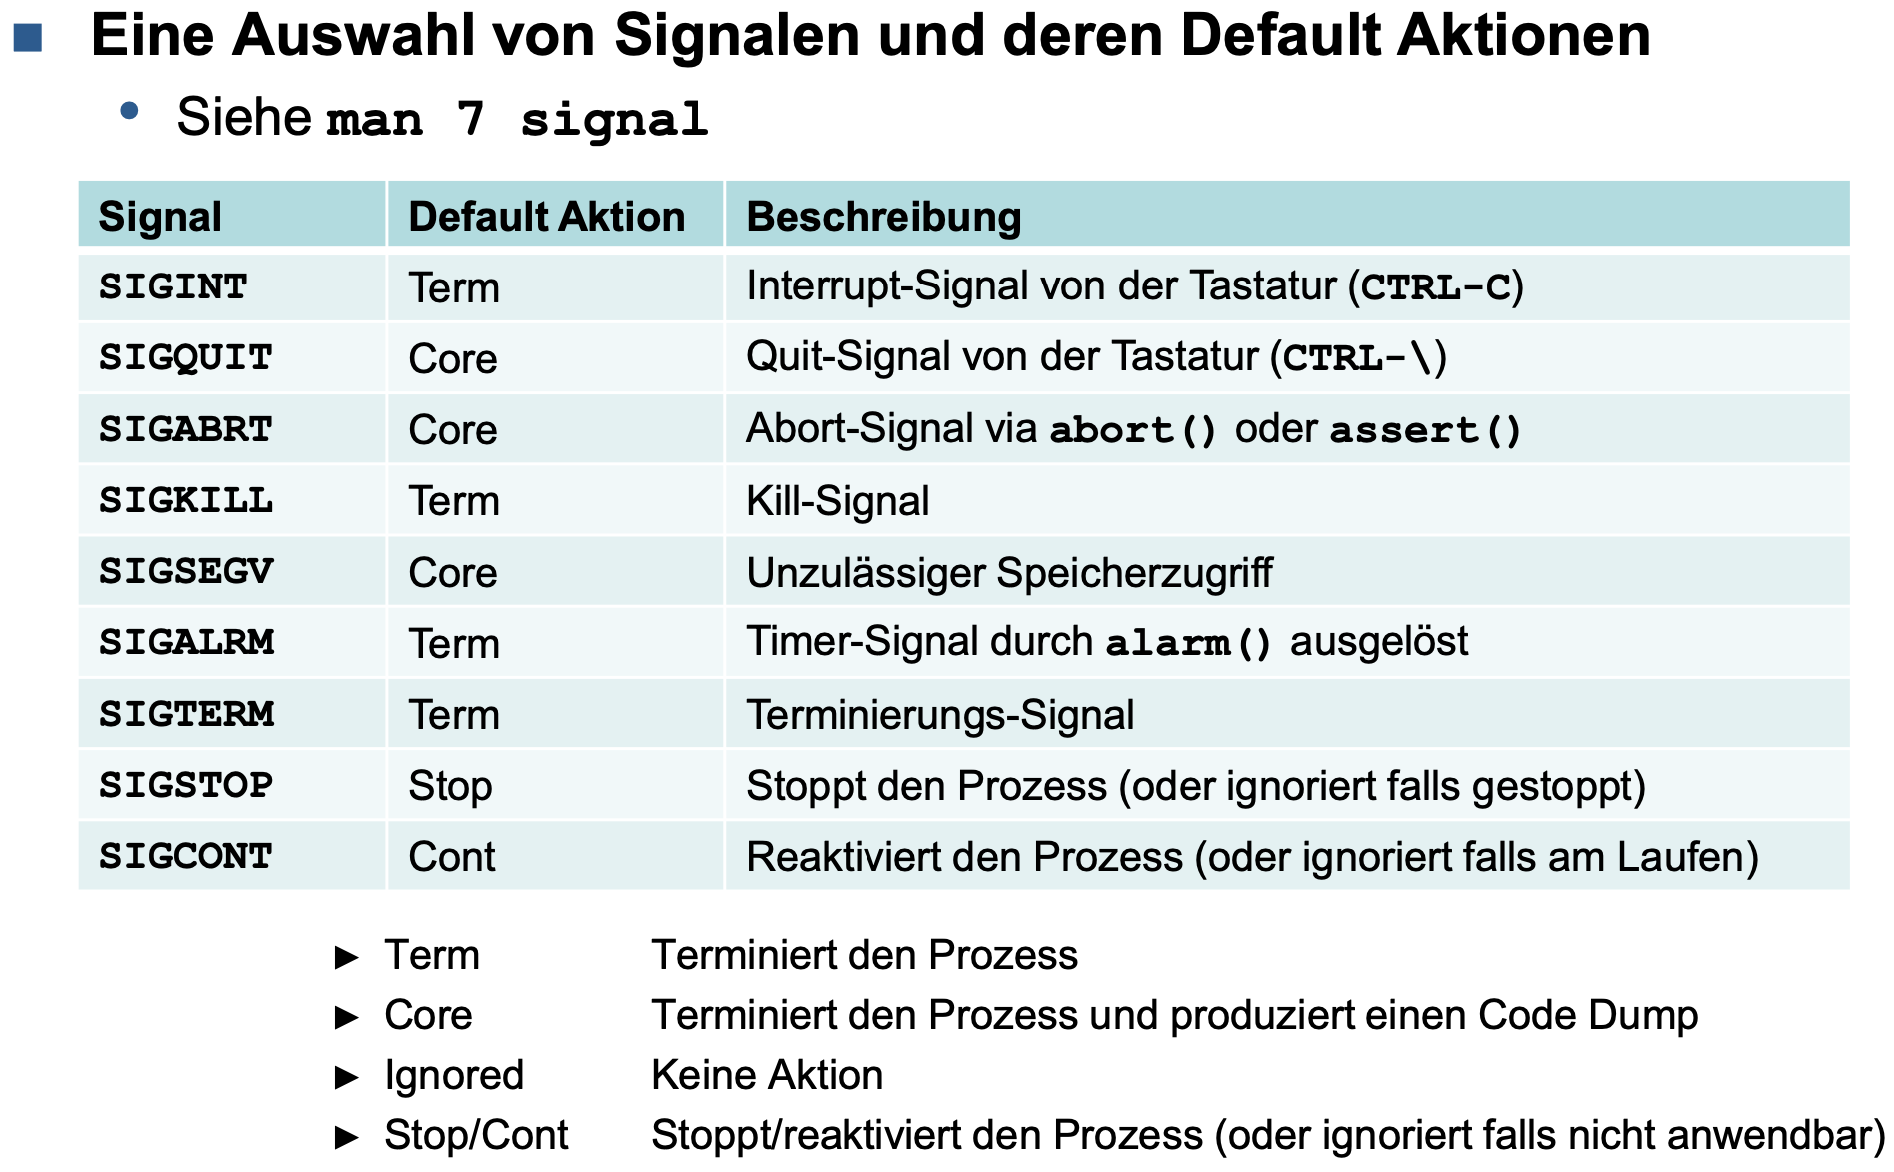 Eine Auswahl von Signalen und deren Default Aktionen
Siehe man 7 signal
Signal Default Aktion Beschreibung
SIGINT Term Interrupt-Signal von der Tastatur (CTRL-C)
SIGQUIT Core Quit-Signal von der Tastatur (CTRL-\)
SIGABRT Core Abort-Signal via abort() oder assert()
SIGKILL Term Kill-Signal
SIGSEGV Core Unzulässiger Speicherzugriff
SIGALRM Term Timer-Signal durch alarm() ausgelöst
SIGTERM Term Terminierungs-Signal
SIGSTOP Stop Stoppt den Prozess (oder ignoriert falls gestoppt)
SIGCONT Cont Reaktiviert den Prozess (oder ignoriert falls am Laufen)
► Term Terminiert den Prozess
► Core Terminiert den Prozess und produziert einen Code Dump
► Ignored Keine Aktion
► Stop/Cont Stoppt/reaktiviert den Prozess (oder ignoriert falls nicht anwendbar)